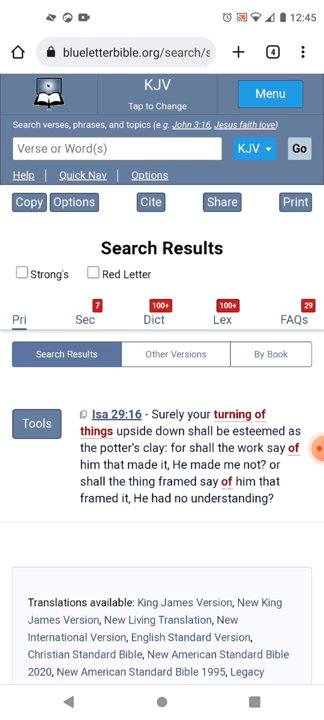 12:45
blueletterbible.org/search/s
4
KJV
Tap to Change
Menu
Search verses, phrases, and topics (e.g. John 3:16, Jesus faith love)
Verse or Word(s)
KJV
Go
Help | Quick Nav | Options
Copy Options Cite Share Print
Search Results
Strong's Red Letter
7 100+ 100+ 29
Pri Sec Dict Lex FAQs
Search Results Other Versions By Book
Tools
Isa 29:16 - Surely your turning of
things upside down shall be esteemed as
the potter's clay: for shall the work say of
him that made it, He made me not? or
shall the thing framed say of him that
framed it, He had no understanding?
Translations available: King James Version, New King
James Version, New Living Translation, New
International Version, English Standard Version,
Christian Standard Bible, New American Standard Bible
2020, New American Standard Bible 1995, Legacy